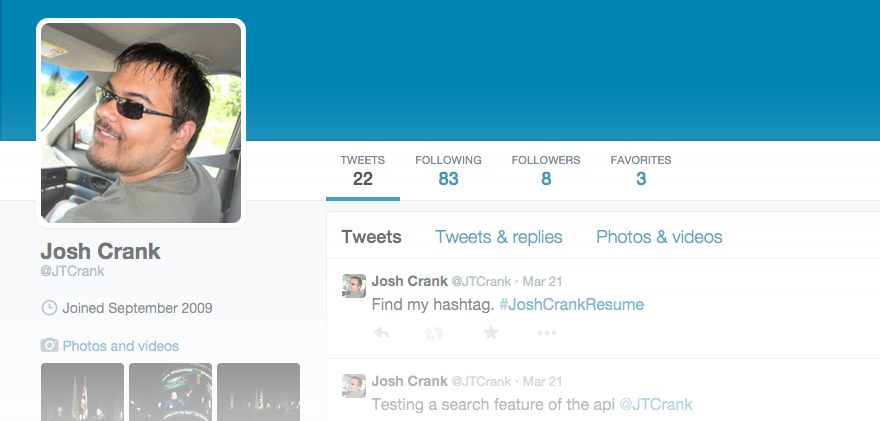 TWEETS FOLLOWING FOLLOWERS FAVORITES
22 83 8 3
Josh Crank
@JTCrank
Joined September 2009
Photos and videos
Tweets Tweets & replies Photos & videos
Josh Crank @JTCrank · Mar 21
Find my hashtag. #JoshCrankResume
Josh Crank @JTCrank · Mar 21
Testing a search feature of the api @JTCrank